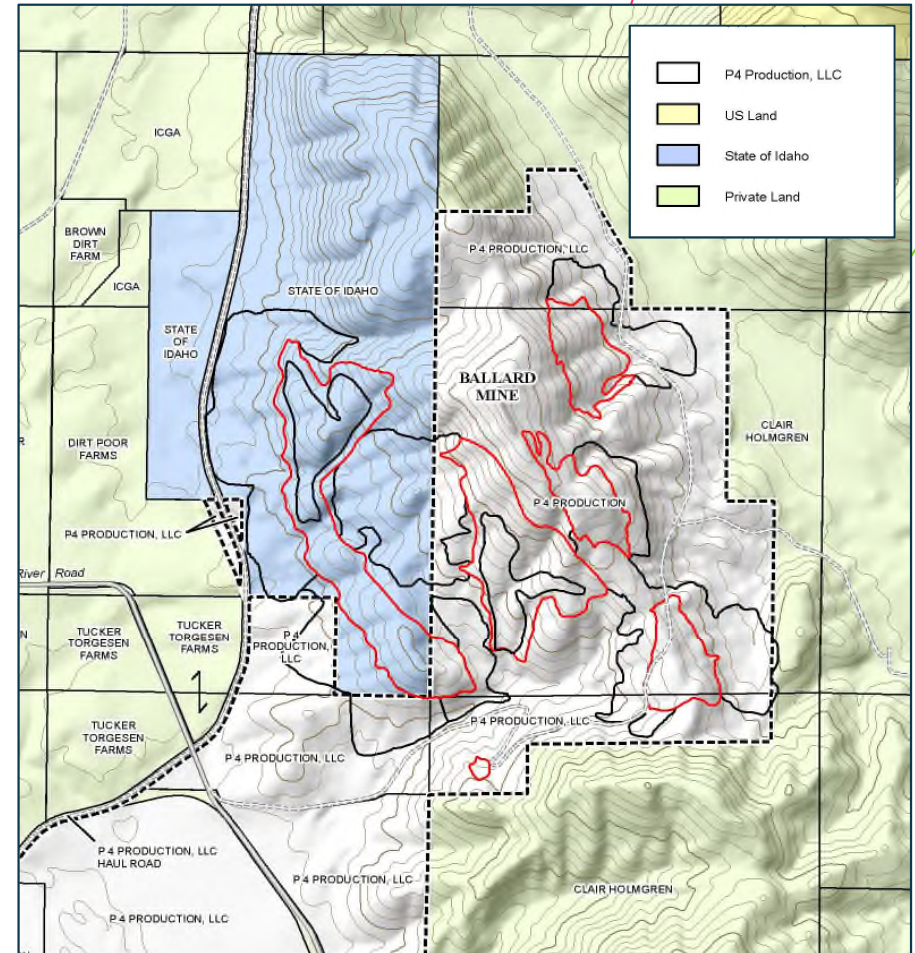 P4 Production, LLC
US Land
State of Idaho
Private Land
ICGA
BROWN
DIRT
FARM
ICGA
P 4 PRODUCTION, LLC
STATE OF IDAHO
STATE
OF
IDAHO
BALLARD
MINE
CLAIR
HOLMGREN
DIRT POOR
FARMS
P 4 PRODUCTION
P4 PRODUCTION, LLC
River Road
TUCKER
TORGESEN
FARMS
TUCKER
TORGESEN
FARMS
P 4
PRODUCTION,
LLC
P 4 PRODUCTION, LLC
TUCKER
TORGESEN
FARMS
P 4 PRODUCTION, LLC
P 4 PRODUCTION, LLC
HAUL ROAD
P 4 PRODUCTION, LLC
CLAIR HOLMGREN
P 4 PRODUCTION, LLC